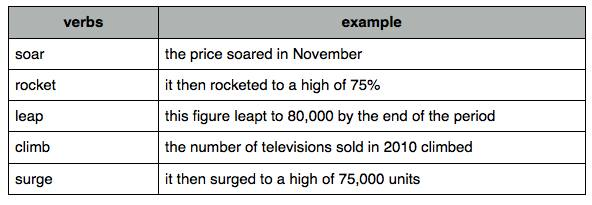 verbs example
soar the price soared in November
rocket it then rocketed to a high of 75%
leap this figure leapt to 80,000 by the end of the period
climb the number of televisions sold in 2010 climbed
surge it then surged to a high of 75,000 units